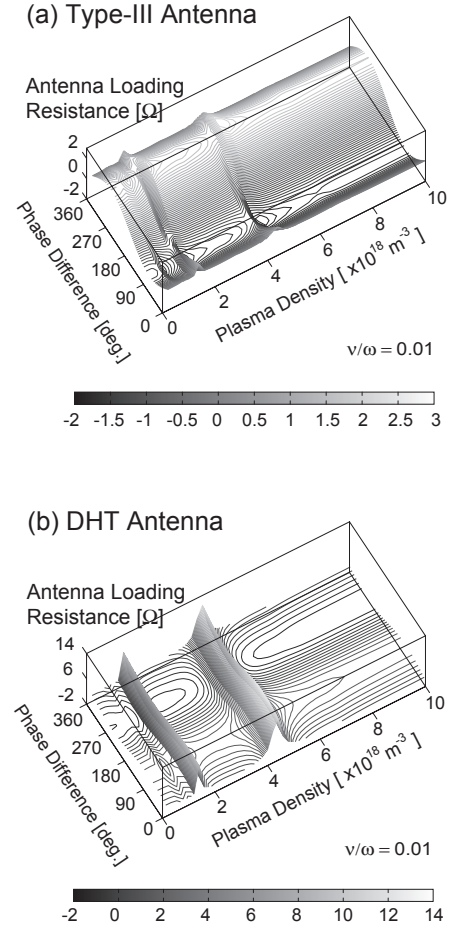 (a) Type-III Antenna
Antenna Loading
Resistance [Ω]
2
0
-2
360
270
180
90
0
Phase Difference [deg.]
0
2
4
6
8
10
Plasma Density [ x10¹⁸ m⁻³
ν/ω = 0.01
-2 -1.5 -1 -0.5 0 0.5 1 1.5 2 2.5 3
(b) DHT Antenna
Antenna Loading
Resistance [Ω]
14
6
-2
360
270
180
90
0
Phase Difference [deg.]
0
2
4
6
8
10
Plasma Density [ x10¹⁸ m⁻³
ν/ω = 0.01
-2 0 2 4 6 8 10 12 14